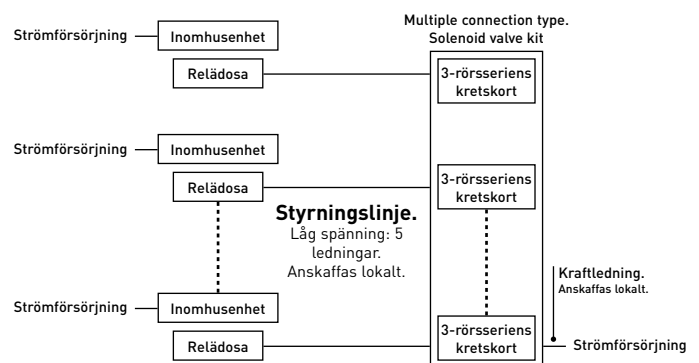 Multiple connection type.
Solenoid valve kit
Strömförsörjning
Inomhusenhet
Relädosa
3-rörsseriens
kretskort
Strömförsörjning
Inomhusenhet
Relädosa
3-rörsseriens
kretskort
Styrningslinje.
Låg spänning: 5
ledningar.
Anskaffas lokalt.
Kraftledning.
Anskaffas lokalt.
Strömförsörjning
Inomhusenhet
Relädosa
3-rörsseriens
kretskort
Strömförsörjning